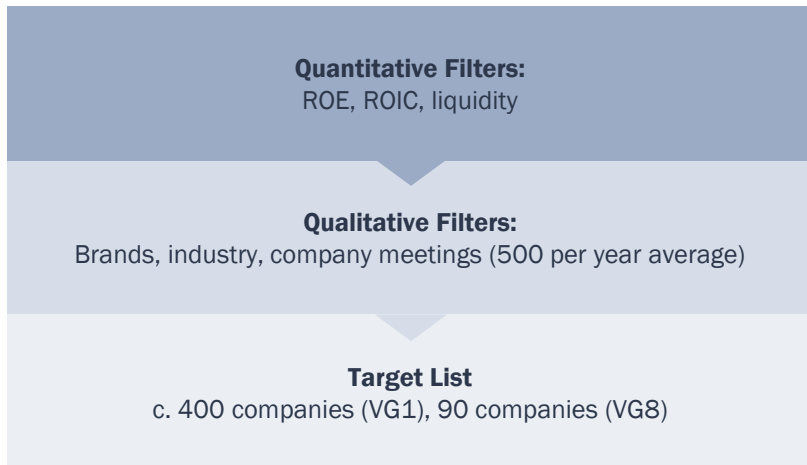 Quantitative Filters:
ROE, ROIC, liquidity
Qualitative Filters:
Brands, industry, company meetings (500 per year average)
Target List
c. 400 companies (VG1), 90 companies (VG8)